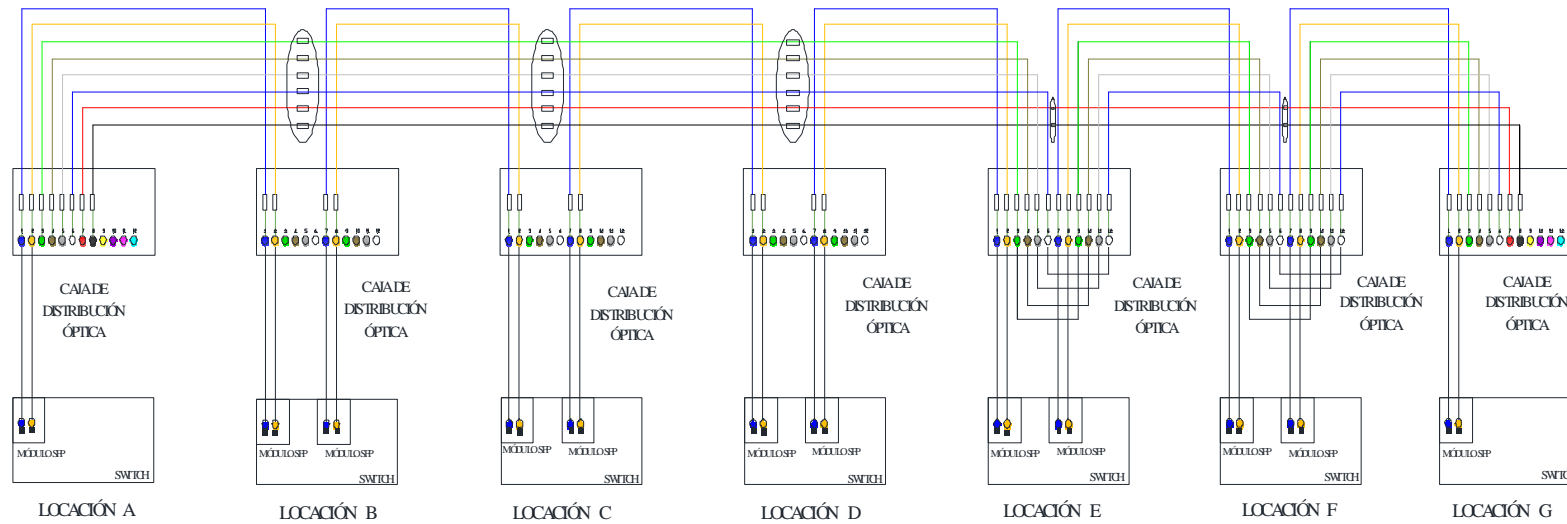 CAJA DE
DISTRIBUCIÓN
ÓPTICA
CAJA DE
DISTRIBUCIÓN
ÓPTICA
CAJA DE
DISTRIBUCIÓN
ÓPTICA
CAJA DE
DISTRIBUCIÓN
ÓPTICA
CAJA DE
DISTRIBUCIÓN
ÓPTICA
CAJA DE
DISTRIBUCIÓN
ÓPTICA
CAJA DE
DISTRIBUCIÓN
ÓPTICA
MÓDULO SFP
SWITCH
MÓDULO SFP
MÓDULO SFP
SWITCH
MÓDULO SFP
MÓDULO SFP
SWITCH
MÓDULO SFP
MÓDULO SFP
SWITCH
MÓDULO SFP
MÓDULO SFP
SWITCH
MÓDULO SFP
MÓDULO SFP
SWITCH
MÓDULO SFP
SWITC
LOCACIÓN A
LOCACIÓN B
LOCACIÓN C
LOCACIÓN D
LOCACIÓN E
LOCACIÓN F
LOCACIÓN G